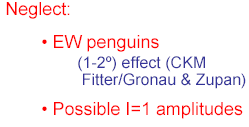 Neglect:
• EW penguins
(1-2º) effect (CKM
Fitter/Gronau & Zupan)
• Possible I=1 amplitudes